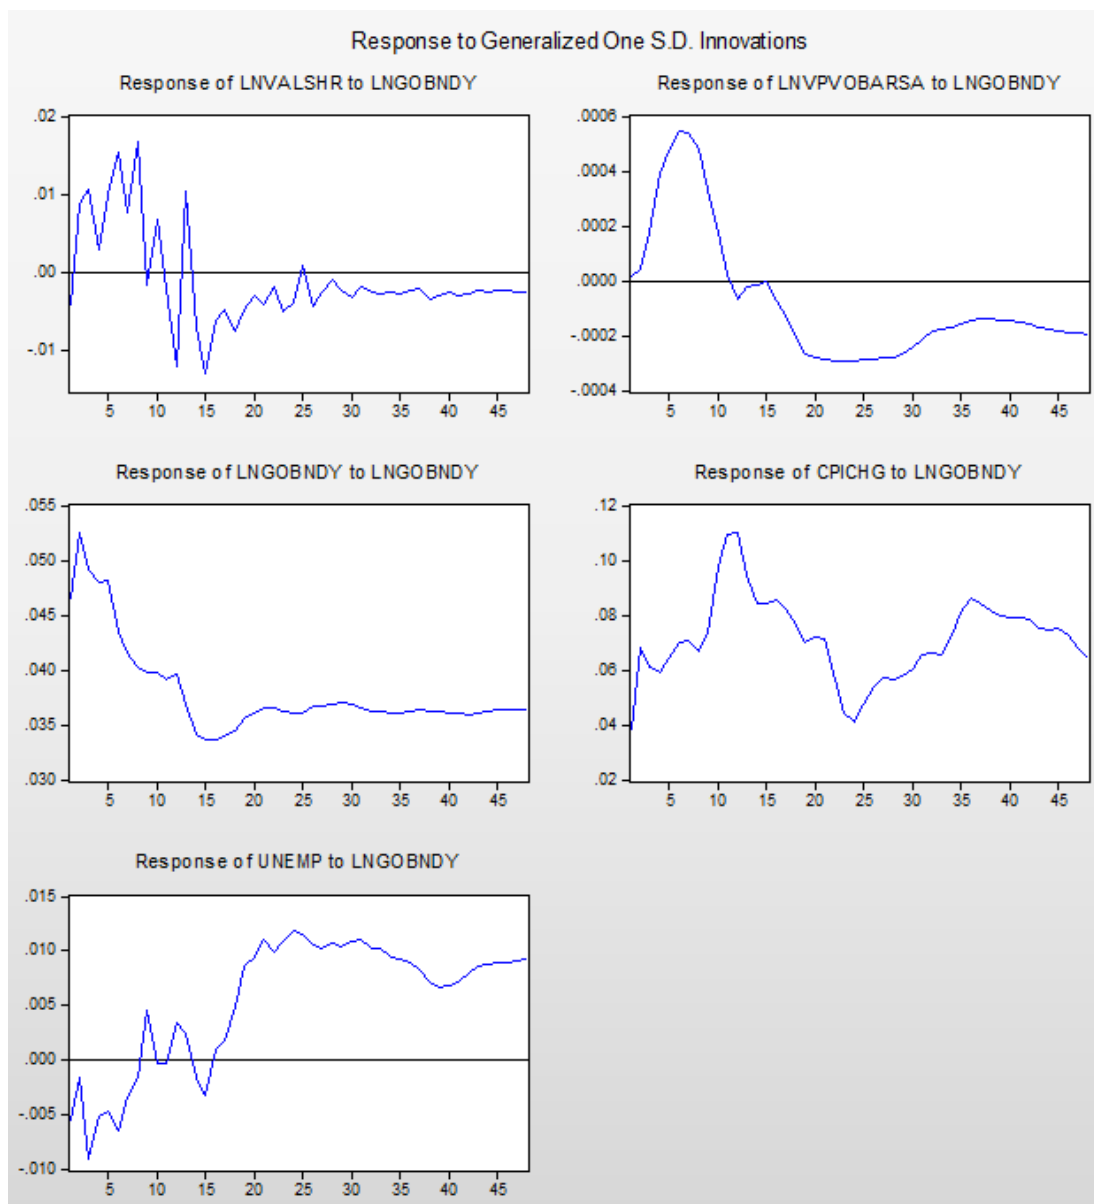 Response to Generalized One S.D. Innovations
Response of LNVALSHR to LNGOBNDY
.02
.01
.00
-.01
5 10 15 20 25 30 35 40 45
Response of LNVPVOBARSA to LNGOBNDY
.0006
.0004
.0002
.0000
-.0002
-.0004
5 10 15 20 25 30 35 40 45
Response of LNGOBNDY to LNGOBNDY
.055
.050
.045
.040
.035
.030
5 10 15 20 25 30 35 40 45
Response of CPICHG to LNGOBNDY
.12
.10
.08
.06
.04
.02
5 10 15 20 25 30 35 40 45
Response of UNEMP to LNGOBNDY
.015
.010
.005
.000
-.005
-.010
5 10 15 20 25 30 35 40 45